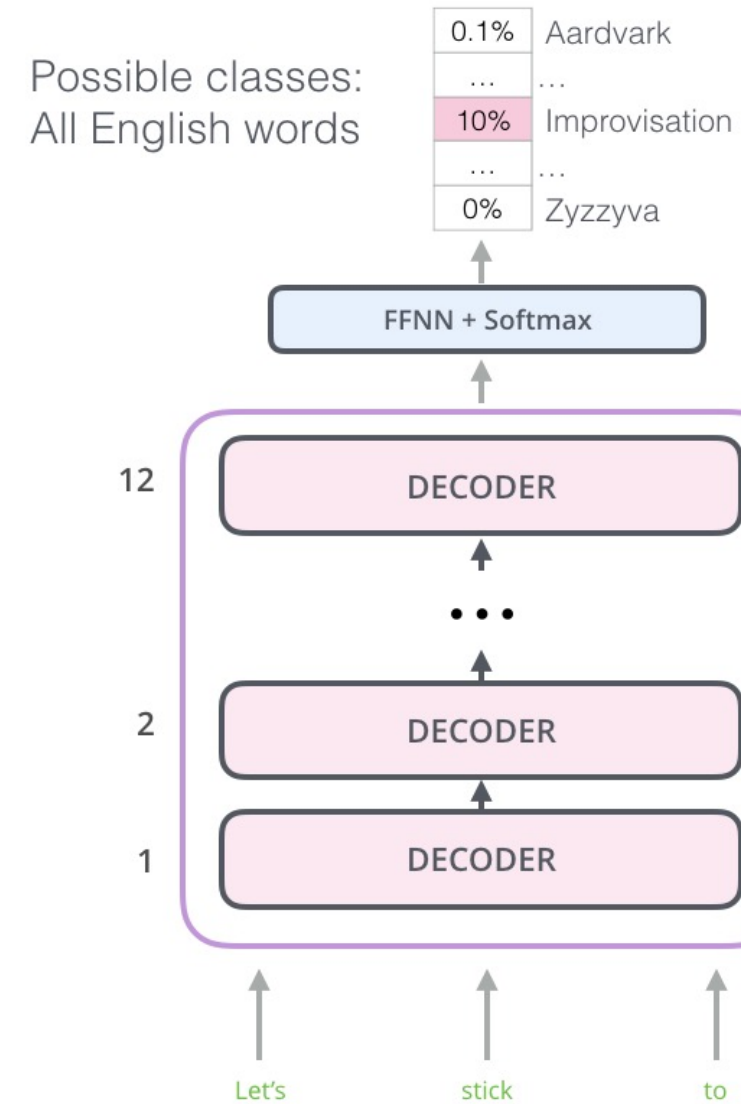 0.1% Aardvark
Possible classes:
... ...
All English words
10% Improvisation
... ...
0% Zyzzyva
FFNN + Softmax
12 DECODER
...
2 DECODER
1 DECODER
Let's stick to